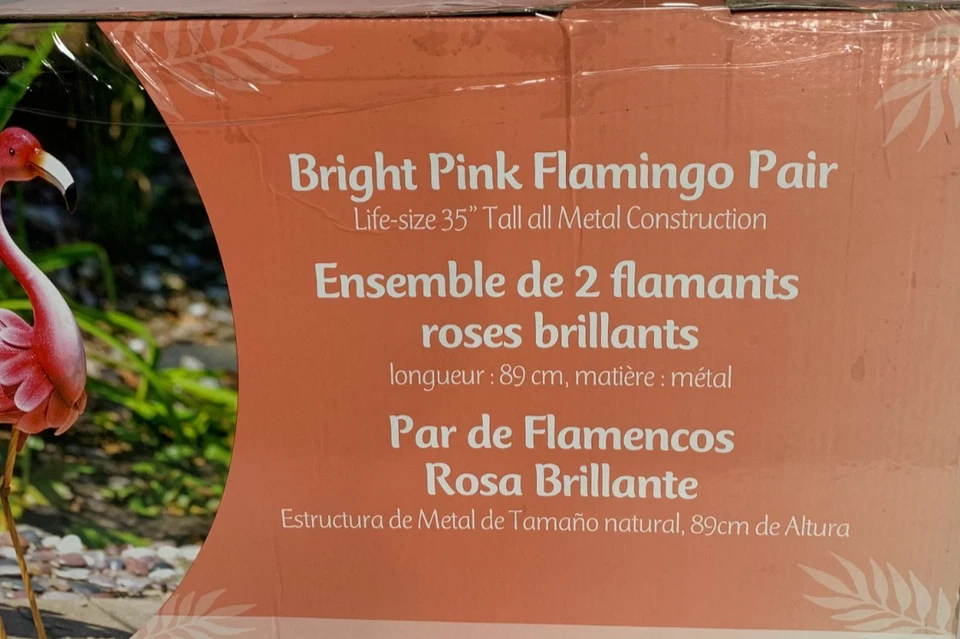 Bright Pink Flamingo Pair
Life-size 35” Tall all Metal Construction
Ensemble de 2 flamants
roses brillants
longueur : 89 cm, matière : métal
Par de Flamencos
Rosa Brillante
Estructura de Metal de Tamaño natural, 89cm de Altura